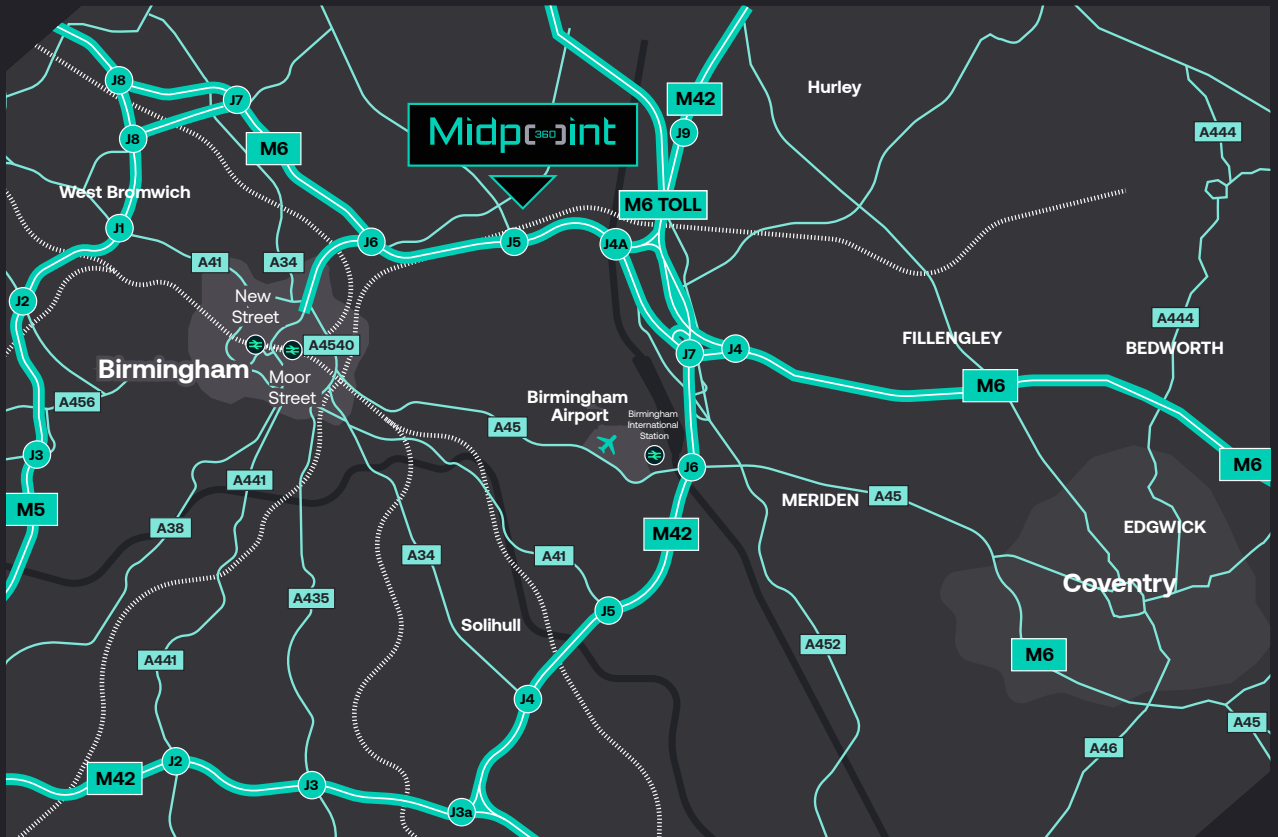 Hurley
M42
J8
J7
J9
A444
Midp[360]int
J8
M6
West Bromwich
M6 TOLL
J1
J6
J5
J4A
A41
A34
J2
New
Street
A444
A4540
FILLENGLEY
BEDWORTH
J7
J4
Birmingham
Moor
Street
M6
A456
Birmingham
Airport
Birmingham
International
Station
A45
J3
J6
M6
A441
MERIDEN
A45
M5
A38
M42
EDGWICK
A34
A41
Coventry
A435
J5
Solihull
A452
M6
A441
J4
A45
A46
J2
M42
J3
J3a